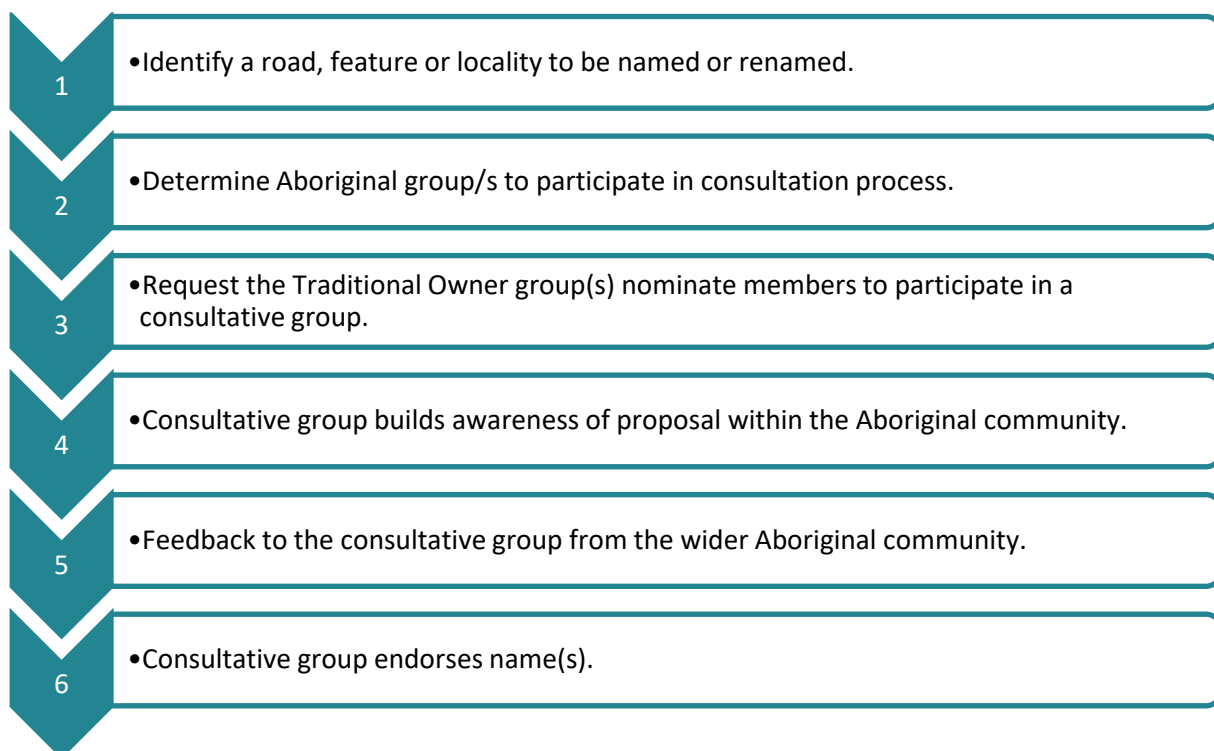 1
•Identify a road, feature or locality to be named or renamed.
2
•Determine Aboriginal group/s to participate in consultation process.
3
•Request the Traditional Owner group(s) nominate members to participate in a
consultative group.
4
•Consultative group builds awareness of proposal within the Aboriginal community.
5
•Feedback to the consultative group from the wider Aboriginal community.
6
•Consultative group endorses name(s).